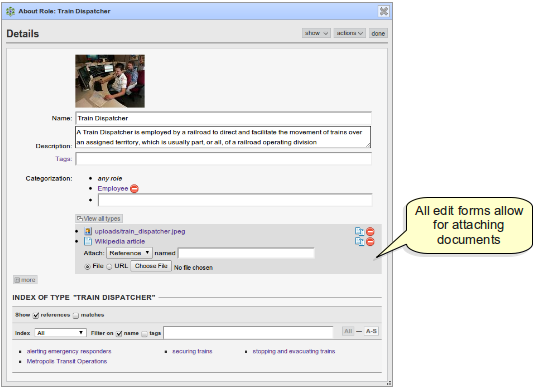 About Role: Train Dispatcher
Details
show
actions
done
Name:
Train Dispatcher
A Train Dispatcher is employed by a railroad to direct and facilitate the movement of trains over
an assigned territory, which is usually part, or all, of a railroad operating division
Description:
Tags:
Categorization:
any role
Employee
View all types
uploads/train_dispatcher.jpeg
Wikipedia article
Attach: Reference named
File URL Choose File No file chosen
more
All edit forms allow
for attaching
documents
INDEX OF TYPE "TRAIN DISPATCHER"
Show references matches
Index All Filter on name tags All — A-S
alerting emergency responders securing trains stopping and evacuating trains
Metropolis Transit Operations